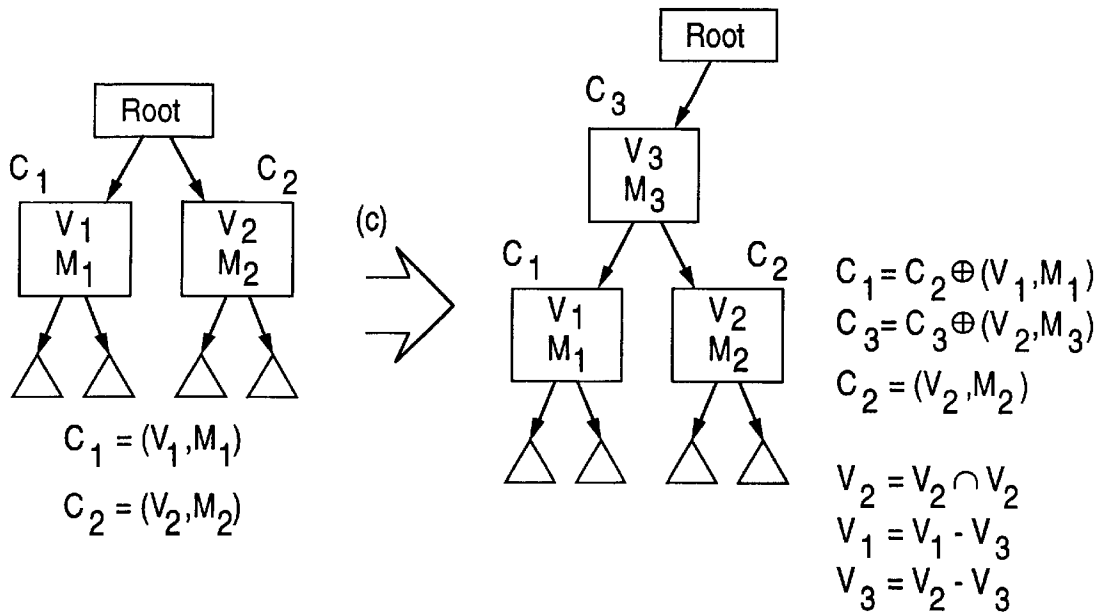 Root
C1 C2
V1
M1
V2
M2
C1 = (V1,M1)
C2 = (V2,M2)
(c)
Root
C3
V3
M3
C1 C2
V1
M1
V2
M2
C1 = C2 ⊕ (V1,M1)
C3 = C3 ⊕ (V2,M3)
C2 = (V2,M2)
V2 = V2 ∩ V2
V1 = V1 - V3
V3 = V2 - V3